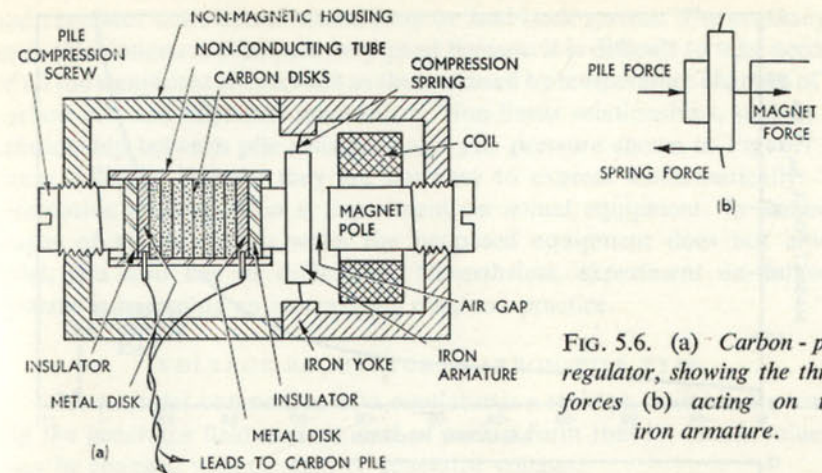 NON-MAGNETIC HOUSING
PILE
COMPRESSION
SCREW
NON-CONDUCTING TUBE
CARBON DISKS
COMPRESSION
SPRING
COIL
MAGNET
POLE
AIR GAP
IRON
ARMATURE
IRON YOKE
INSULATOR
INSULATOR
METAL DISK
METAL DISK
LEADS TO CARBON PILE
(a)
PILE FORCE
MAGNET
FORCE
SPRING FORCE
(b)
FIG. 5.6. (a) Carbon-p
regulator, showing the th
forces (b) acting on
iron armature.